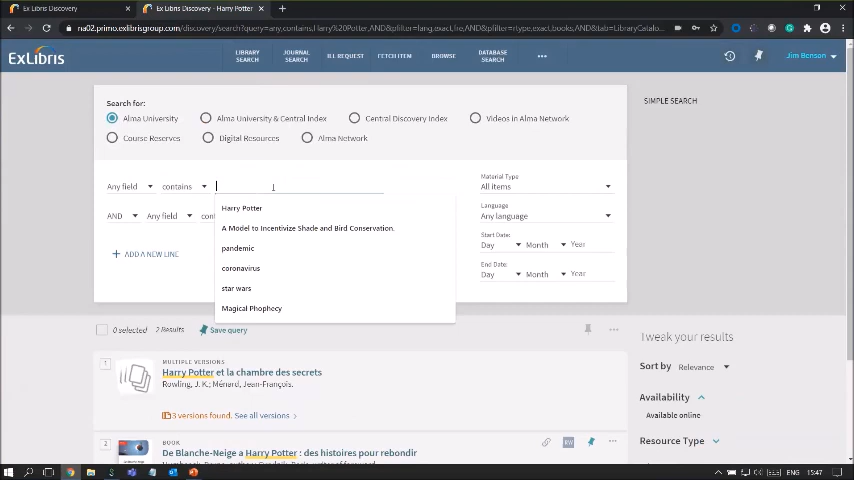 Ex Libris Discovery
Ex Libris Discovery - Harry Potter
na02.primo.exlibrisgroup.com/discovery/search?query=any,contains,Harry%20Potter,AND&pfilter=lang,exact,fre,AND&pfilter=rtype,exact,books,AND&tab=LibraryCatalo...
ExLibris
LIBRARY SEARCH
JOURNAL SEARCH
ILL REQUEST
FETCH ITEM
BROWSE
DATABASE SEARCH
...
Jim Benson
Search for:
SIMPLE SEARCH
Alma University
Alma University & Central Index
Central Discovery Index
Videos in Alma Network
Course Reserves
Digital Resources
Alma Network
Any field contains
Material Type
All items
Harry Potter
Language
AND Any field con
Any language
A Model to Incentivize Shade and Bird Conservation.
Start Date:
Day Month Year
pandemic
+ ADD A NEW LINE
End Date:
coronavirus
Day Month Year
star wars
Magical Phophecy
0 selected 2 Results Save query
...
Tweak your results
1
MULTIPLE VERSIONS
Harry Potter et la chambre des secrets
Rowling, J. K.; Ménard, Jean-François.
3 versions found. See all versions >
Sort by Relevance
Availability
Available online
Resource Type
2
BOOK
De Blanche-Neige a Harry Potter : des histoires pour rebondir
ENG 15:47